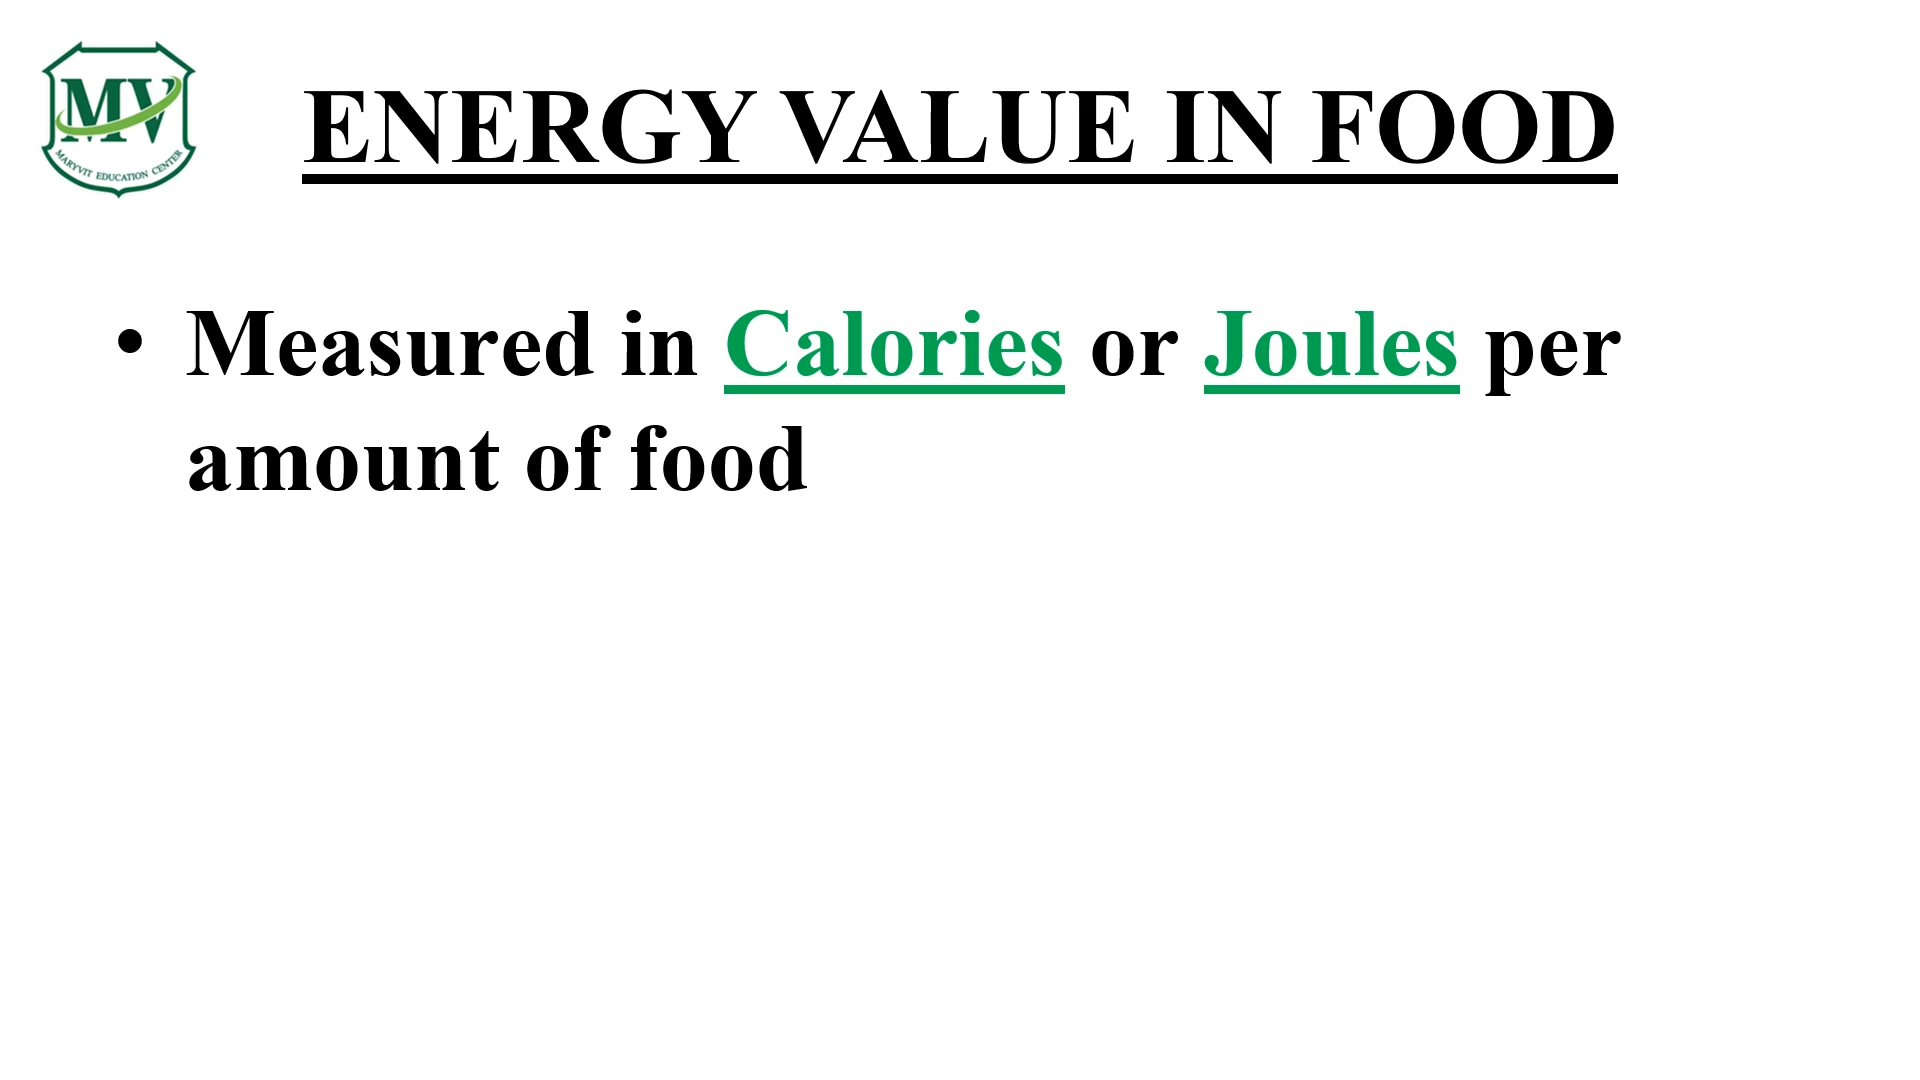 MV
MARYVIT EDUCATION CENTER
ENERGY VALUE IN FOOD
• Measured in Calories or Joules per
amount of food